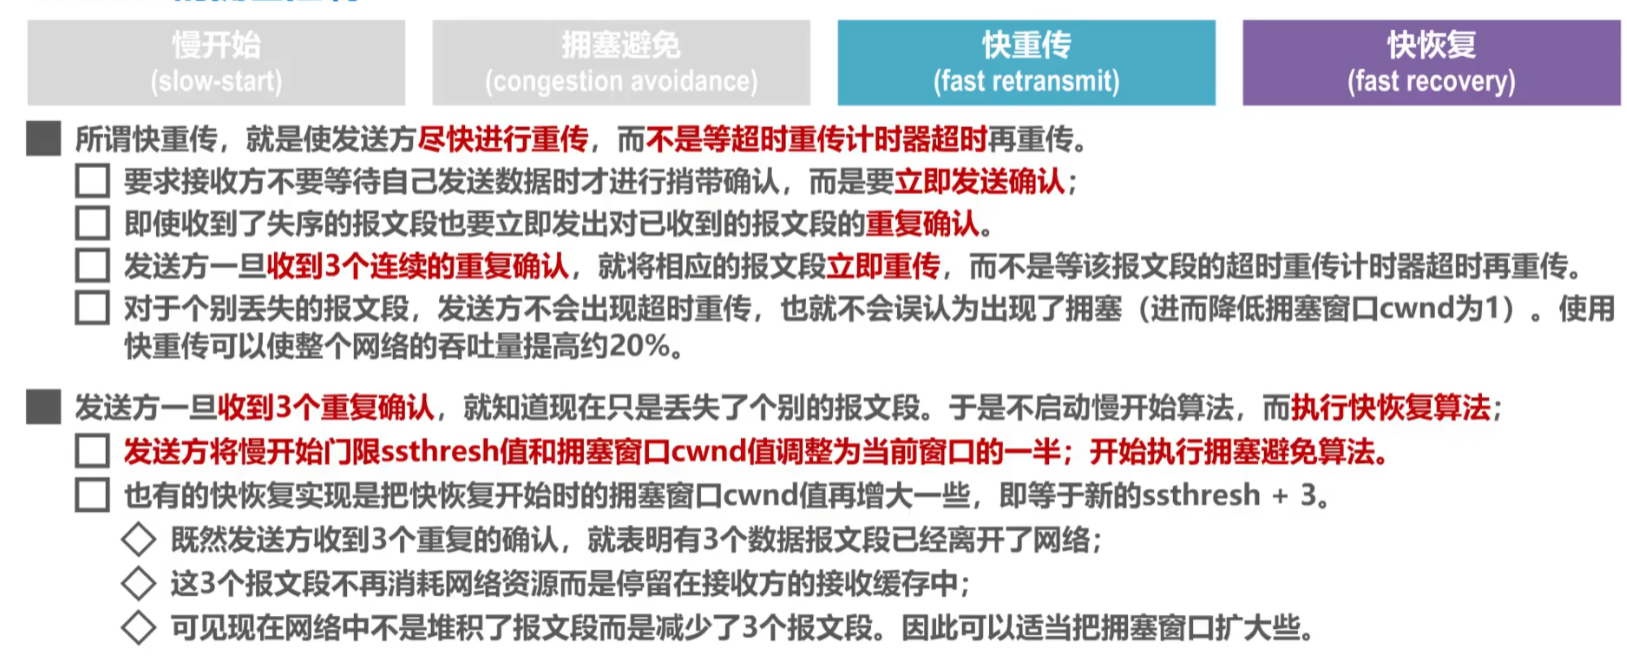 慢开始
(slow-start)
拥塞避免
(congestion avoidance)
快重传
(fast retransmit)
快恢复
(fast recovery)
所谓快重传，就是使发送方尽快进行重传，而不是等超时重传计时器超时再重传。
要求接收方不要等待自己发送数据时才进行捎带确认，而是要立即发送确认；
即使收到了失序的报文段也要立即发出对已收到的报文段的重复确认。
发送方一旦收到3个连续的重复确认，就将相应的报文段立即重传，而不是等该报文段的超时重传计时器超时再重传。
对于个别丢失的报文段，发送方不会出现超时重传，也就不会误认为出现了拥塞（进而降低拥塞窗口cwnd为1）。使用
快重传可以使整个网络的吞吐量提高约20%。
发送方一旦收到3个重复确认，就知道现在只是丢失了个别的报文段。于是不启动慢开始算法，而执行快恢复算法；
发送方将慢开始门限ssthresh值和拥塞窗口cwnd值调整为当前窗口的一半；开始执行拥塞避免算法。
也有的快恢复实现是把快恢复开始时的拥塞窗口cwnd值再增大一些，即等于新的ssthresh + 3。
既然发送方收到3个重复的确认，就表明有3个数据报文段已经离开了网络；
这3个报文段不再消耗网络资源而是停留在接收方的接收缓存中；
可见现在网络中不是堆积了报文段而是减少了3个报文段。因此可以适当把拥塞窗口扩大些。